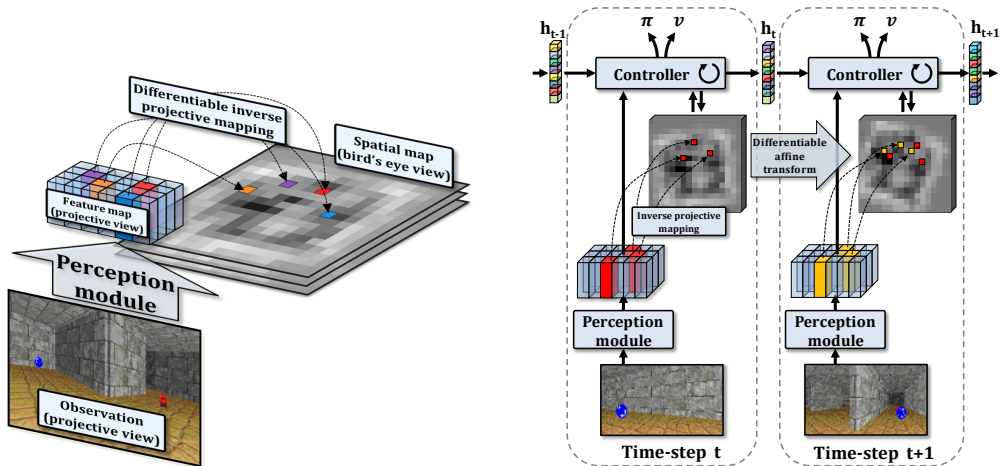 Differentiable inverse
projective mapping
Spatial map
(bird's eye view)
Feature map
(projective view)
Perception
module
Observation
(projective view)
h_{t-1}
π v
Controller
h_t
π v
Controller
h_{t+1}
Differentiable
affine
transform
Inverse projective
mapping
Perception
module
Perception
module
Time-step t
Time-step t+1